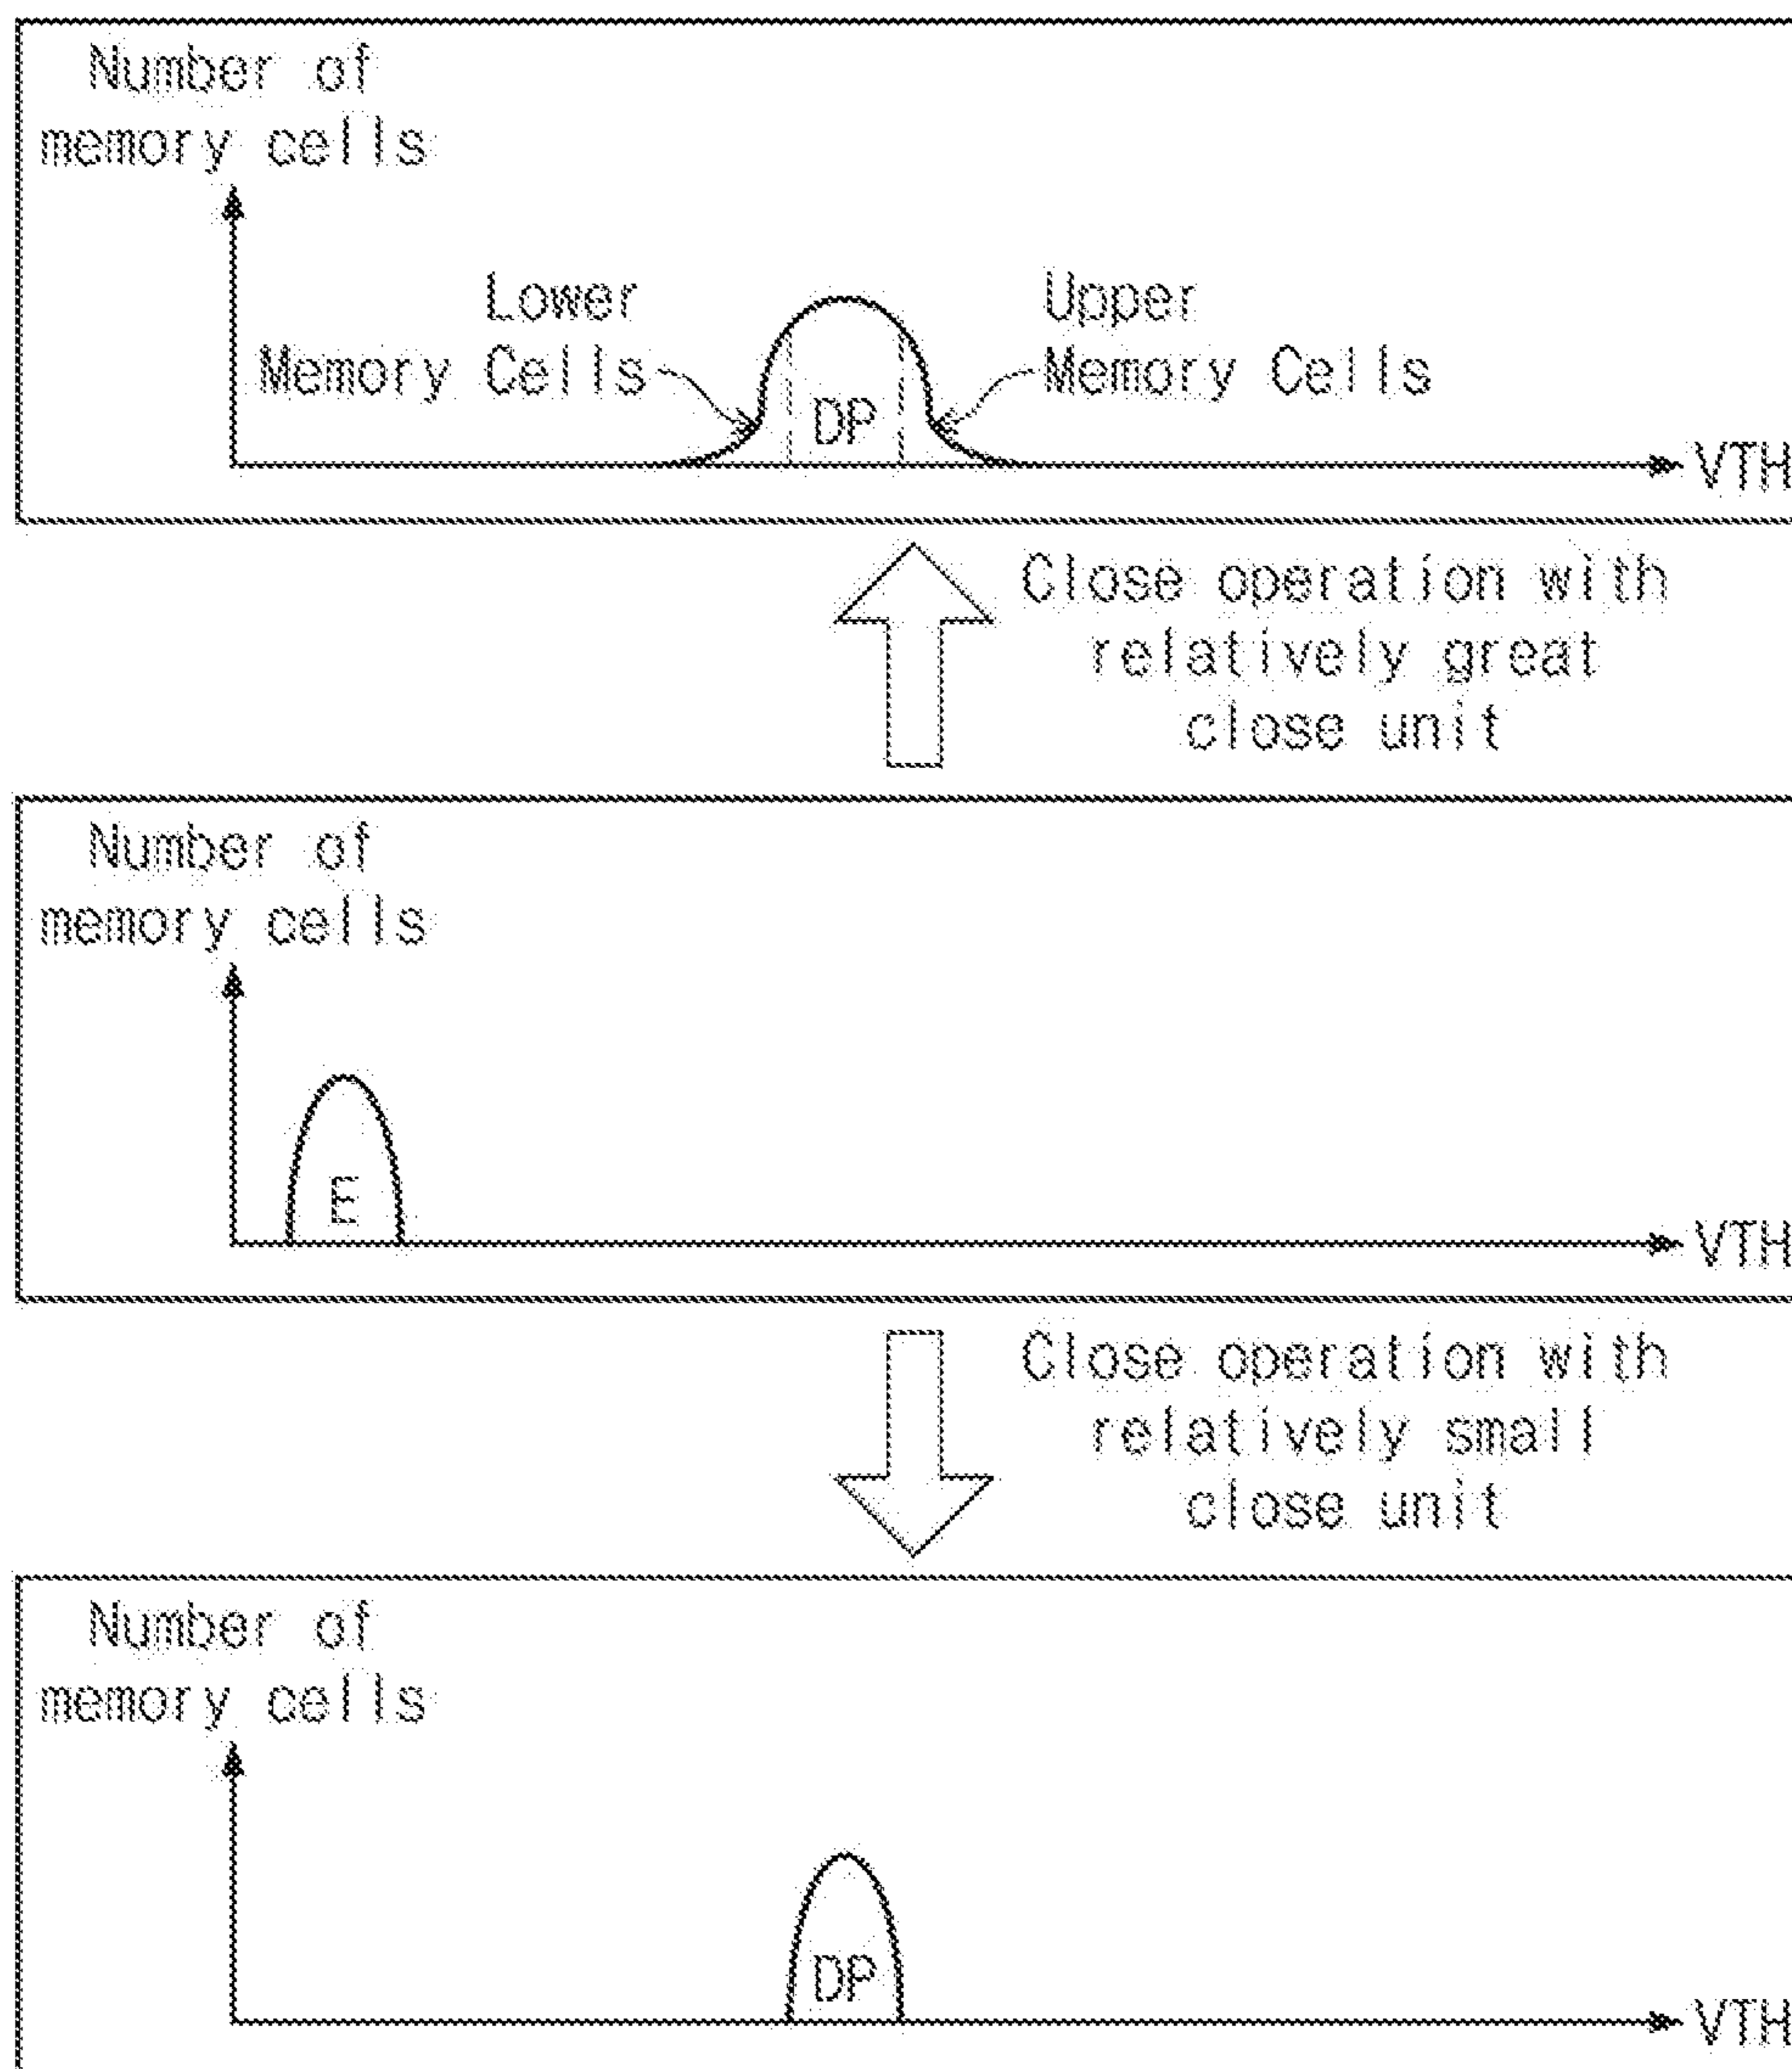 Number of
memory cells
Lower
Memory Cells
Upper
Memory Cells
DP
VTH
Close operation with
relatively great
close unit
Number of
memory cells
E
VTH
Close operation with
relatively small
close unit
Number of
memory cells
DP
VTH